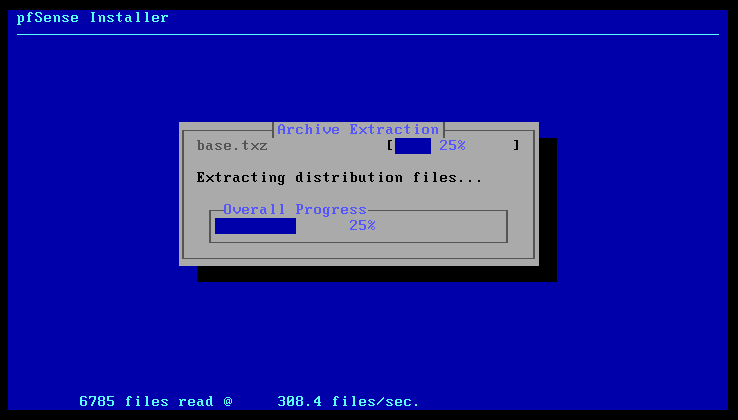 pfSense Installer
Archive Extraction
base.txz [ 25% ]
Extracting distribution files...
Overall Progress
25%
6785 files read @ 308.4 files/sec.